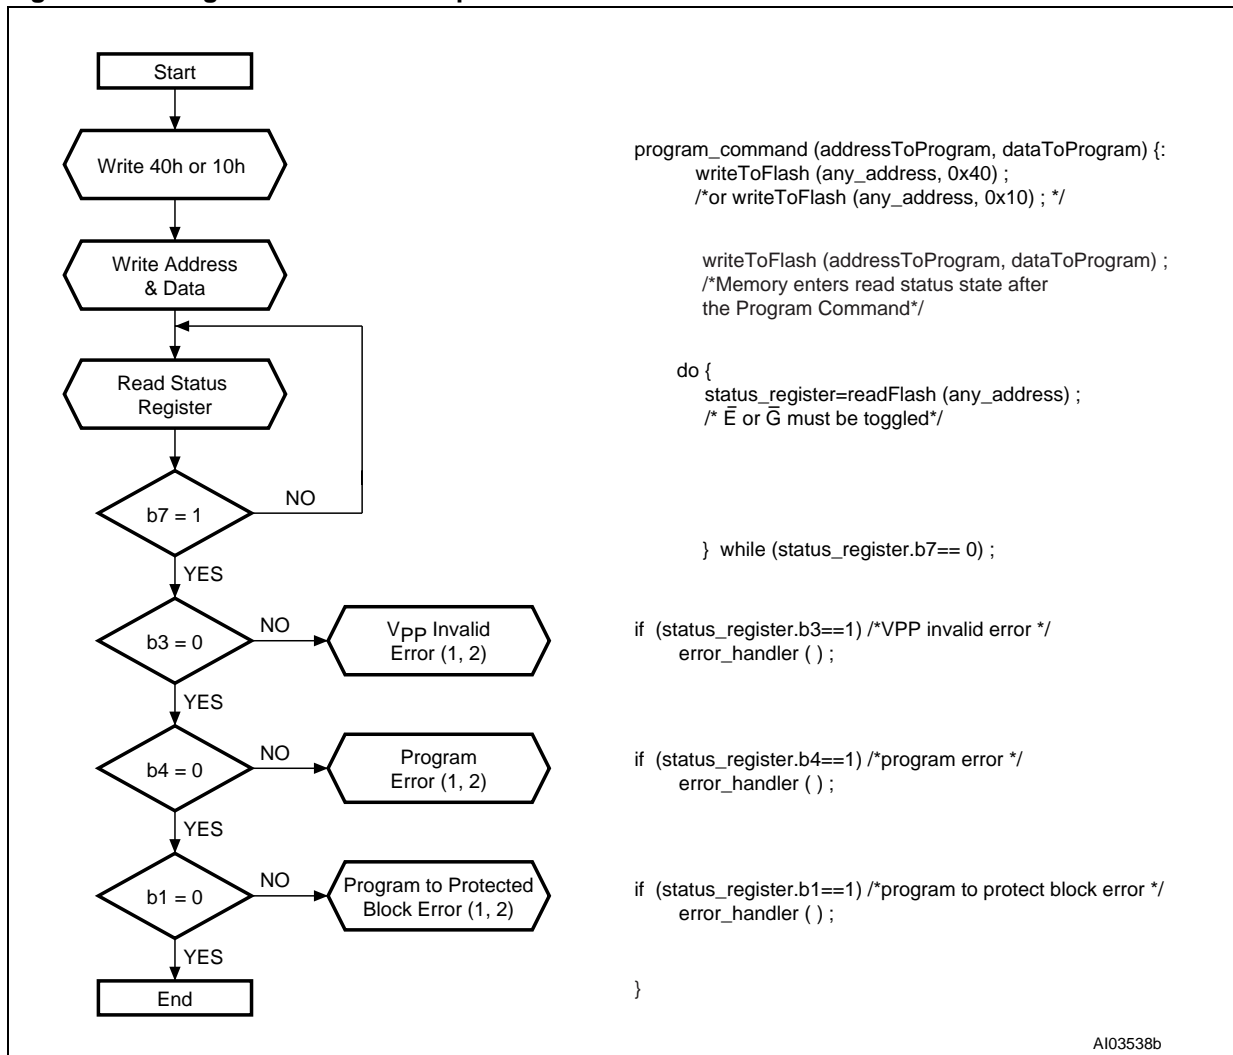 Start
Write 40h or 10h
program_command (addressToProgram, dataToProgram) {:
writeToFlash (any_address, 0x40) ;
/*or writeToFlash (any_address, 0x10) ; */
Write Address
& Data
writeToFlash (addressToProgram, dataToProgram) ;
/*Memory enters read status state after
the Program Command*/
Read Status
Register
do {
status_register=readFlash (any_address) ;
/* E̅ or G̅ must be toggled*/
b7 = 1
NO
} while (status_register.b7== 0) ;
YES
b3 = 0
NO
VPP Invalid
Error (1, 2)
if (status_register.b3==1) /*VPP invalid error */
error_handler ( ) ;
YES
b4 = 0
NO
Program
Error (1, 2)
if (status_register.b4==1) /*program error */
error_handler ( ) ;
YES
b1 = 0
NO
Program to Protected
Block Error (1, 2)
if (status_register.b1==1) /*program to protect block error */
error_handler ( ) ;
YES
End
}
AI03538b